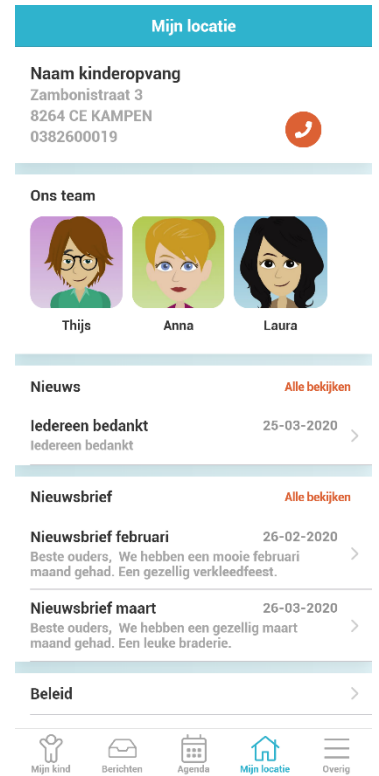 Mijn locatie
Naam kinderopvang
Zambonistraat 3
8264 CE KAMPEN
0382600019
Ons team
Thijs Anna Laura
Nieuws Alle bekijken
Iedereen bedankt 25-03-2020
Iedereen bedankt
Nieuwsbrief Alle bekijken
Nieuwsbrief februari 26-02-2020
Beste ouders, We hebben een mooie februari
maand gehad. Een gezellig verkleedfeest.
Nieuwsbrief maart 26-03-2020
Beste ouders, We hebben een gezellig maart
maand gehad. Een leuke braderie.
Beleid
Mijn kind Berichten Agenda Mijn locatie Overig